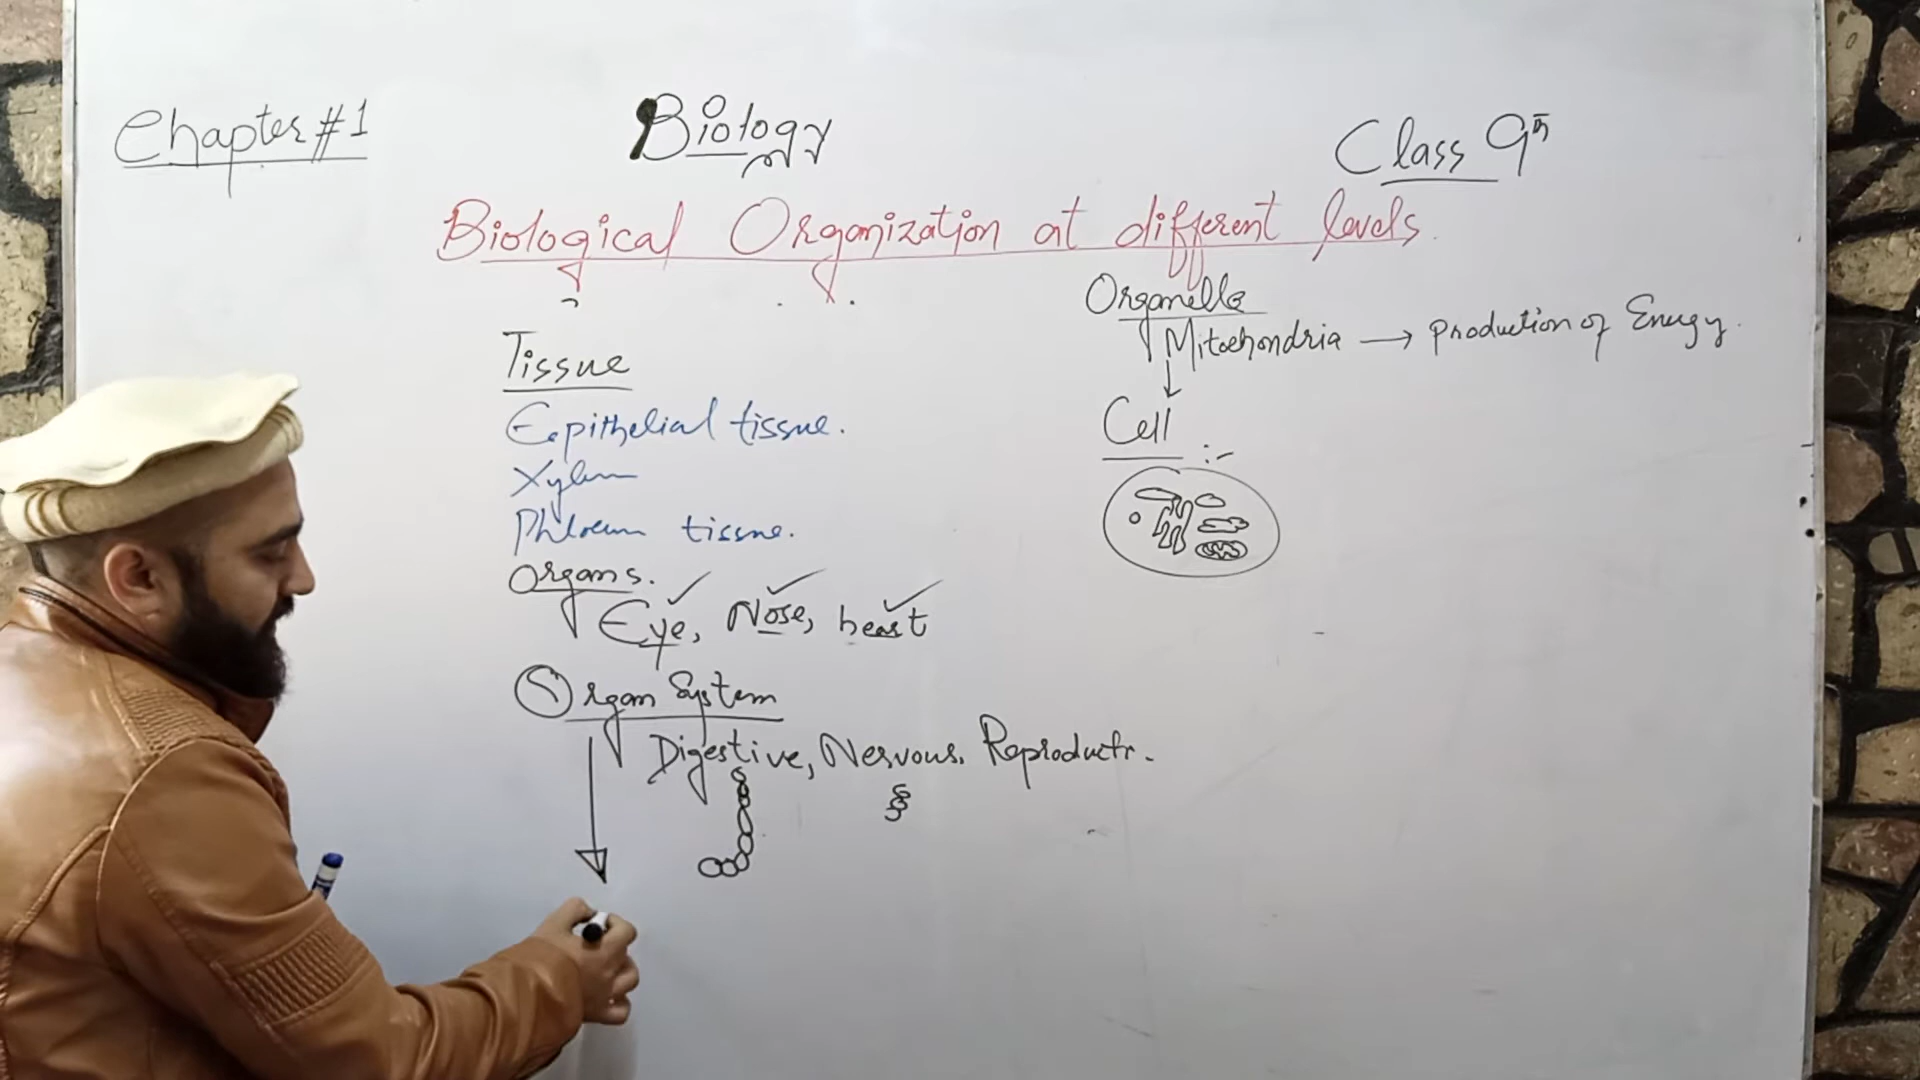 Chapter #1
Biology
Class 9th
Biological Organization at different levels.
Tissue
Epithelial tissue.
Xylem
Phloem tissue.
Organs.
Eye, Nose, heart
Organ System
Digestive, Nervous, Reproductr.
Organelle
Mitochondria → production of Energy.
Cell :-